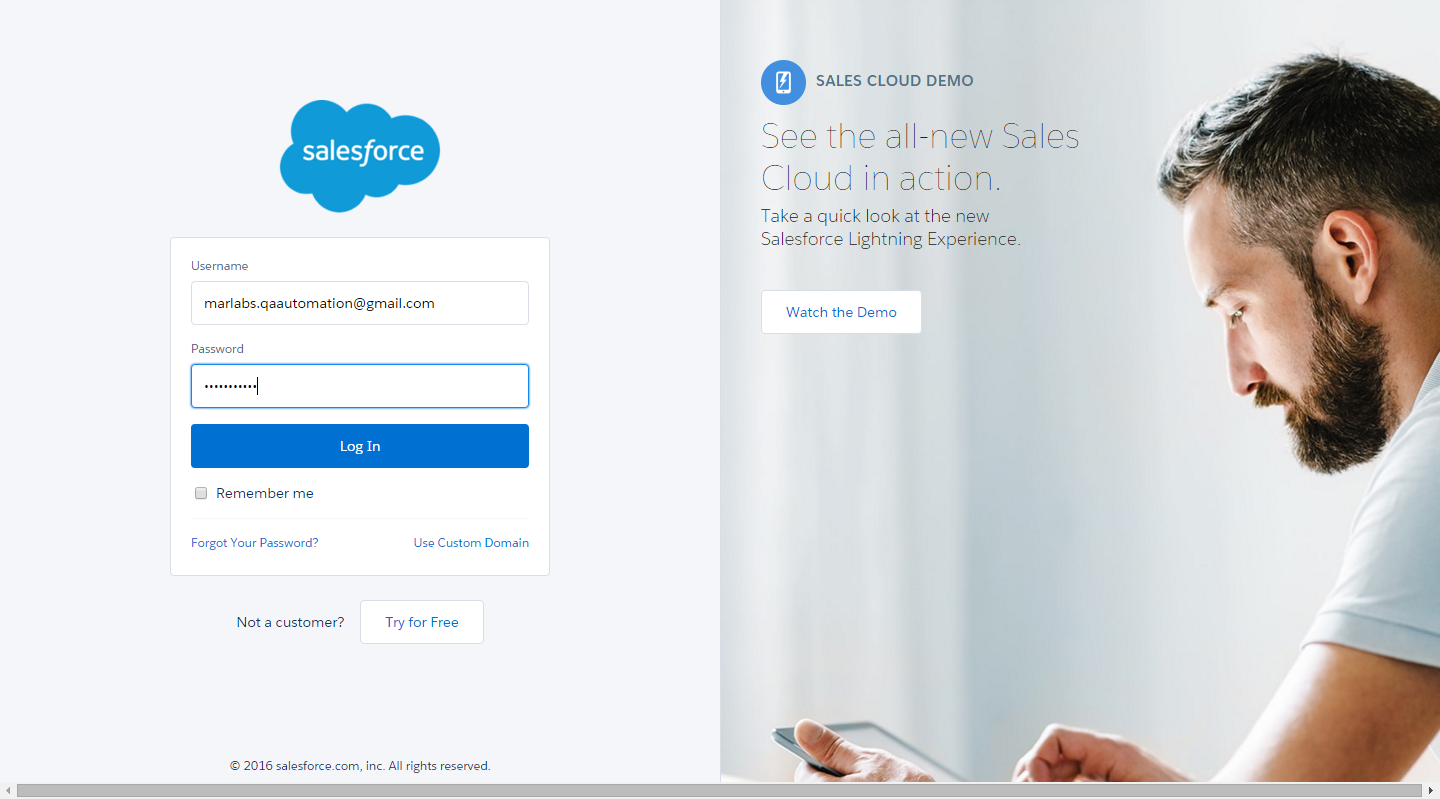 salesforce
Username
marlabs.qaautomation@gmail.com
Password
•••••••••••
Log In
Remember me
Forgot Your Password?
Use Custom Domain
Not a customer?
Try for Free
© 2016 salesforce.com, inc. All rights reserved.
SALES CLOUD DEMO
See the all-new Sales
Cloud in action.
Take a quick look at the new
Salesforce Lightning Experience.
Watch the Demo